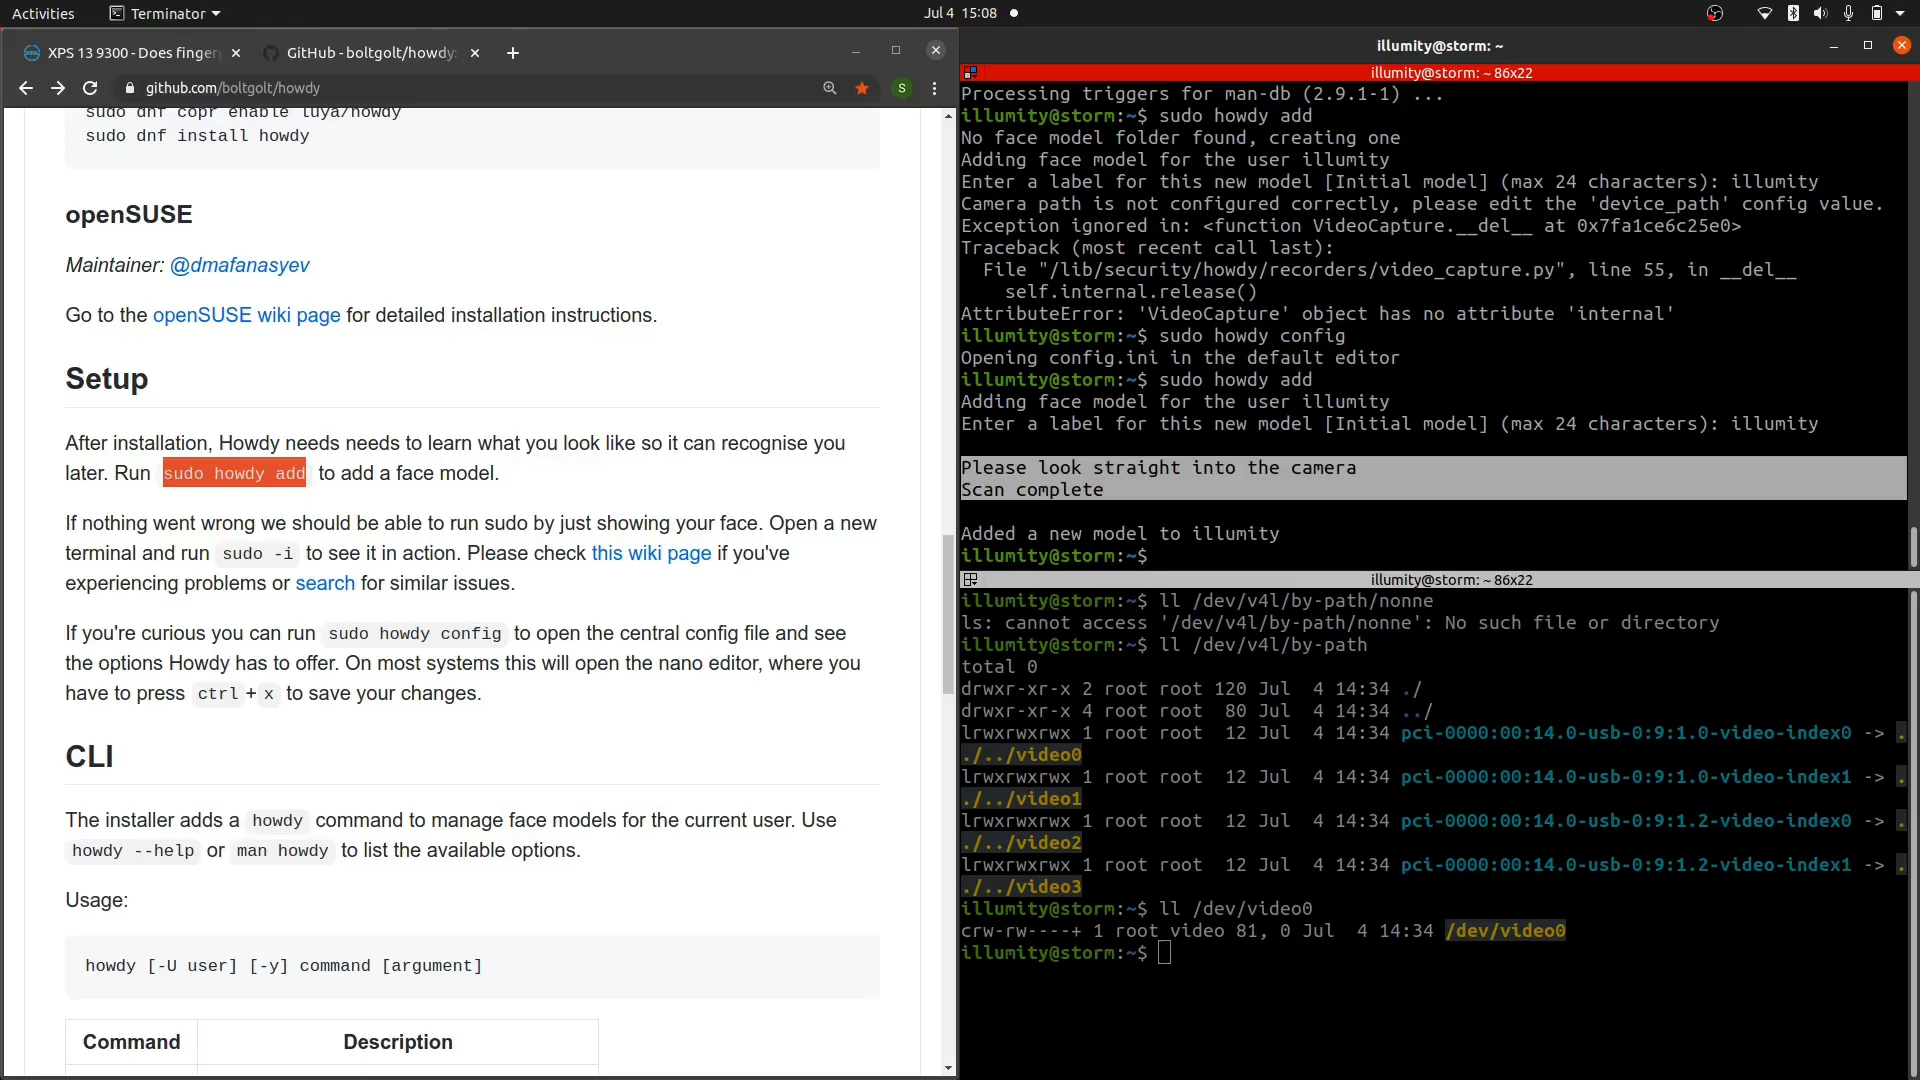 Activities
Terminator
Jul 4 15:08
XPS 13 9300 - Does finger
GitHub - boltgolt/howdy:
github.com/boltgolt/howdy
S
sudo dnf copr enable luya/howdy
sudo dnf install howdy
openSUSE
Maintainer: @dmafanasyev
Go to the openSUSE wiki page for detailed installation instructions.
Setup
After installation, Howdy needs needs to learn what you look like so it can recognise you
later. Run sudo howdy add to add a face model.
If nothing went wrong we should be able to run sudo by just showing your face. Open a new
terminal and run sudo -i to see it in action. Please check this wiki page if you've
experiencing problems or search for similar issues.
If you're curious you can run sudo howdy config to open the central config file and see
the options Howdy has to offer. On most systems this will open the nano editor, where you
have to press ctrl+x to save your changes.
CLI
The installer adds a howdy command to manage face models for the current user. Use
howdy --help or man howdy to list the available options.
Usage:
howdy [-U user] [-y] command [argument]
Command Description
illumity@storm: ~
illumity@storm: ~ 86x22
Processing triggers for man-db (2.9.1-1) ...
illumity@storm:~$ sudo howdy add
No face model folder found, creating one
Adding face model for the user illumity
Enter a label for this new model [Initial model] (max 24 characters): illumity
Camera path is not configured correctly, please edit the 'device_path' config value.
Exception ignored in: <function VideoCapture.__del__ at 0x7fa1ce6c25e0>
Traceback (most recent call last):
  File "/lib/security/howdy/recorders/video_capture.py", line 55, in __del__
    self.internal.release()
AttributeError: 'VideoCapture' object has no attribute 'internal'
illumity@storm:~$ sudo howdy config
Opening config.ini in the default editor
illumity@storm:~$ sudo howdy add
Adding face model for the user illumity
Enter a label for this new model [Initial model] (max 24 characters): illumity
Please look straight into the camera
Scan complete
Added a new model to illumity
illumity@storm:~$
illumity@storm: ~ 86x22
illumity@storm:~$ ll /dev/v4l/by-path/nonne
ls: cannot access '/dev/v4l/by-path/nonne': No such file or directory
illumity@storm:~$ ll /dev/v4l/by-path
total 0
drwxr-xr-x 2 root root 120 Jul  4 14:34 ./
drwxr-xr-x 4 root root  80 Jul  4 14:34 ../
lrwxrwxrwx 1 root root  12 Jul  4 14:34 pci-0000:00:14.0-usb-0:9:1.0-video-index0 -> .
./../video0
lrwxrwxrwx 1 root root  12 Jul  4 14:34 pci-0000:00:14.0-usb-0:9:1.0-video-index1 -> .
./../video1
lrwxrwxrwx 1 root root  12 Jul  4 14:34 pci-0000:00:14.0-usb-0:9:1.2-video-index0 -> .
./../video2
lrwxrwxrwx 1 root root  12 Jul  4 14:34 pci-0000:00:14.0-usb-0:9:1.2-video-index1 -> .
./../video3
illumity@storm:~$ ll /dev/video0
crw-rw----+ 1 root video 81, 0 Jul  4 14:34 /dev/video0
illumity@storm:~$